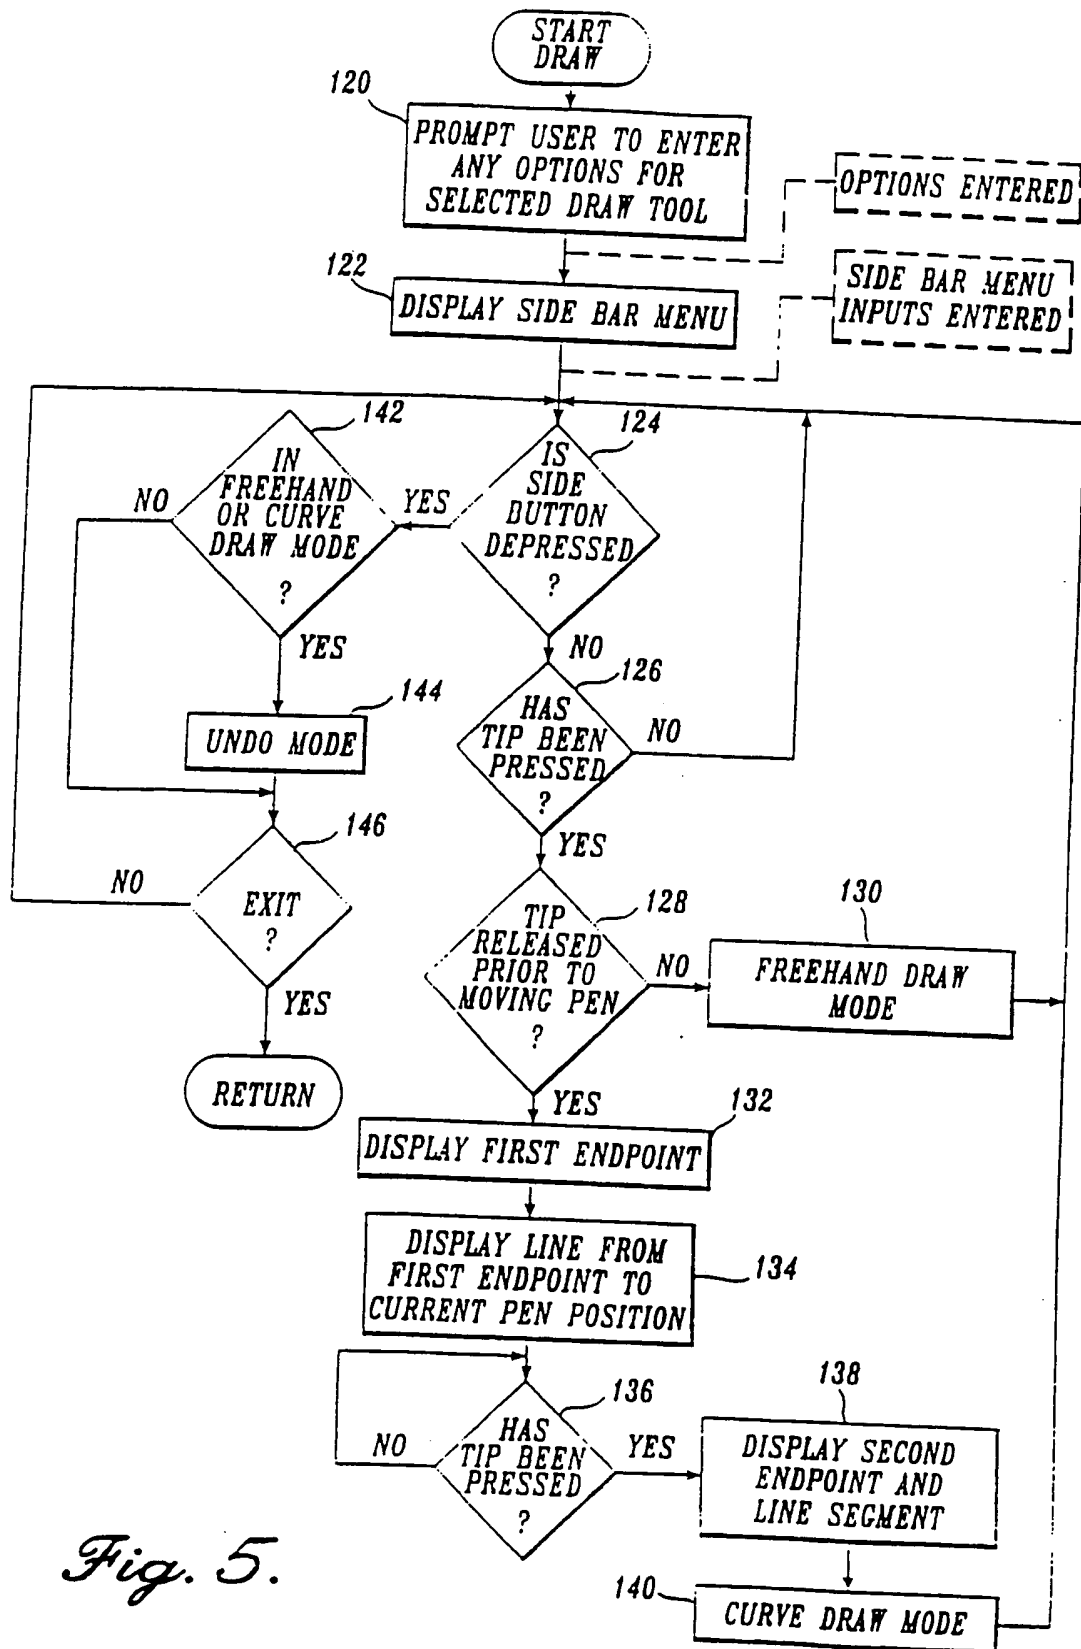 START
DRAW
120
PROMPT USER TO ENTER
ANY OPTIONS FOR
SELECTED DRAW TOOL
OPTIONS ENTERED
122
DISPLAY SIDE BAR MENU
SIDE BAR MENU
INPUTS ENTERED
142
IN
FREEHAND
OR CURVE
DRAW MODE
?
NO
YES
124
IS
SIDE
BUTTON
DEPRESSED
?
YES
NO
144
UNDO MODE
126
HAS
TIP BEEN
PRESSED
?
NO
YES
146
EXIT
?
NO
YES
RETURN
128
TIP
RELEASED
PRIOR TO
MOVING PEN
?
NO
130
FREEHAND DRAW
MODE
YES
132
DISPLAY FIRST ENDPOINT
DISPLAY LINE FROM
FIRST ENDPOINT TO
CURRENT PEN POSITION
134
136
HAS
TIP BEEN
PRESSED
?
NO
YES
138
DISPLAY SECOND
ENDPOINT AND
LINE SEGMENT
140
CURVE DRAW MODE
Fig. 5.